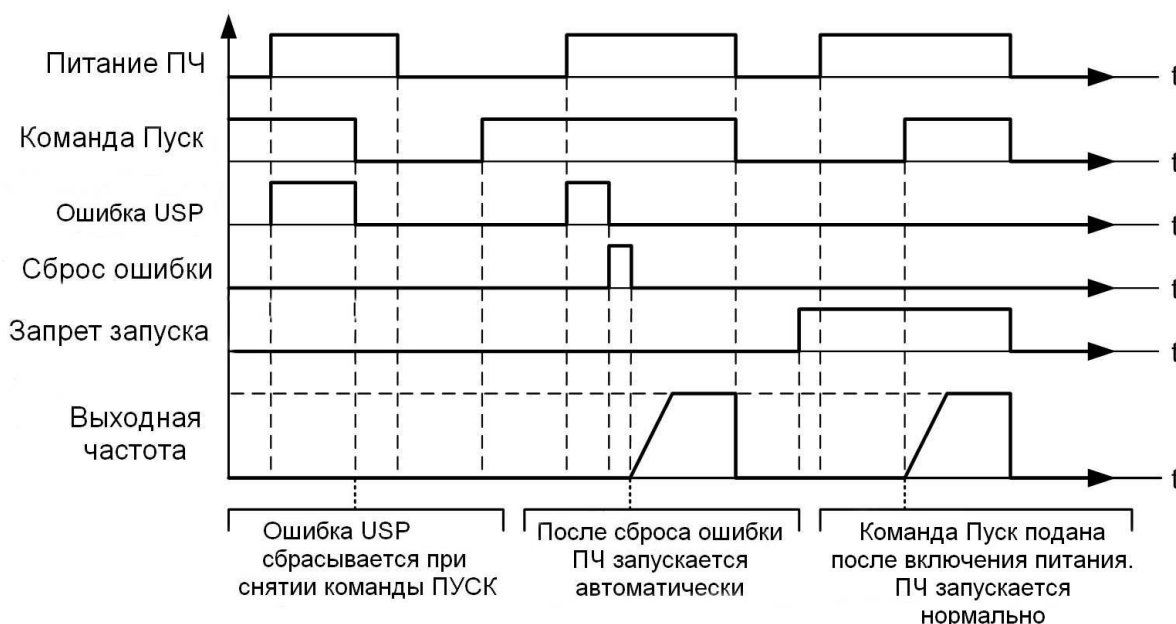 Питание ПЧ
t
Команда Пуск
t
Ошибка USP
t
Сброс ошибки
t
Запрет запуска
t
Выходная
частота
t
Ошибка USP
сбрасывается при
снятии команды ПУСК
После сброса ошибки
ПЧ запускается
автоматически
Команда Пуск подана
после включения питания.
ПЧ запускается
нормально